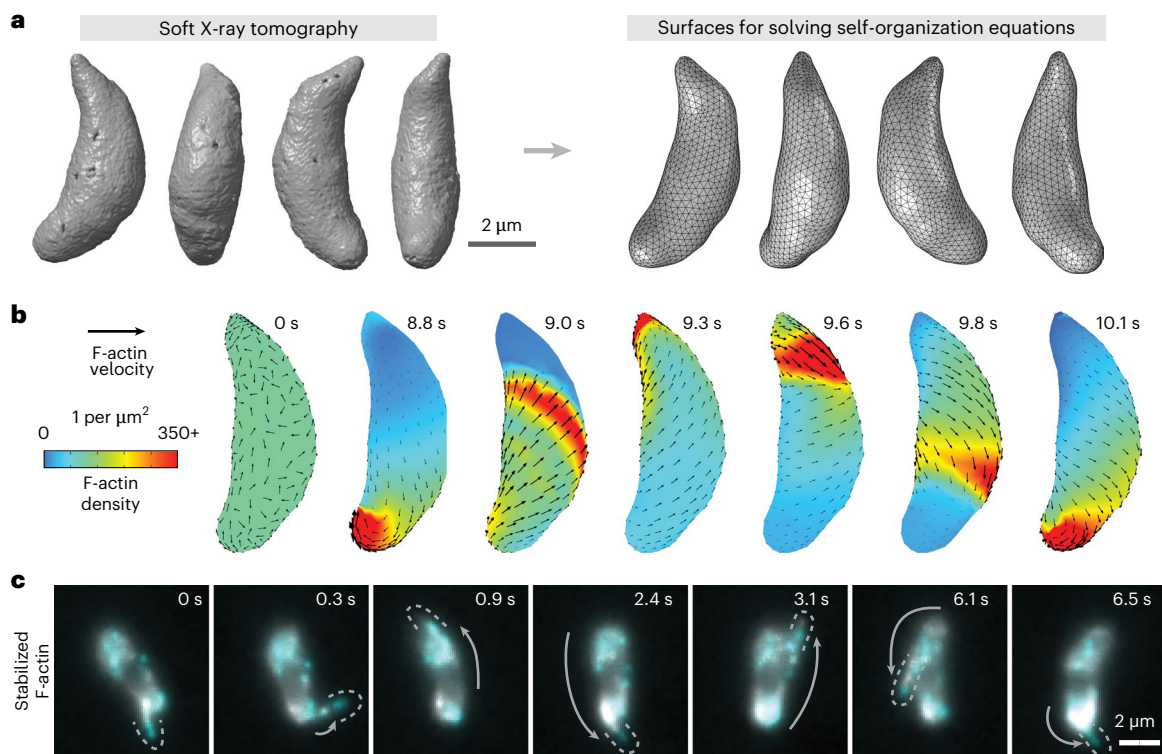 a
Soft X-ray tomography
Surfaces for solving self-organization equations
2 µm
b
F-actin
velocity
1 per µm²
0
350+
F-actin
density
0 s
8.8 s
9.0 s
9.3 s
9.6 s
9.8 s
10.1 s
c
Stabilized
F-actin
0 s
0.3 s
0.9 s
2.4 s
3.1 s
6.1 s
6.5 s
2 µm